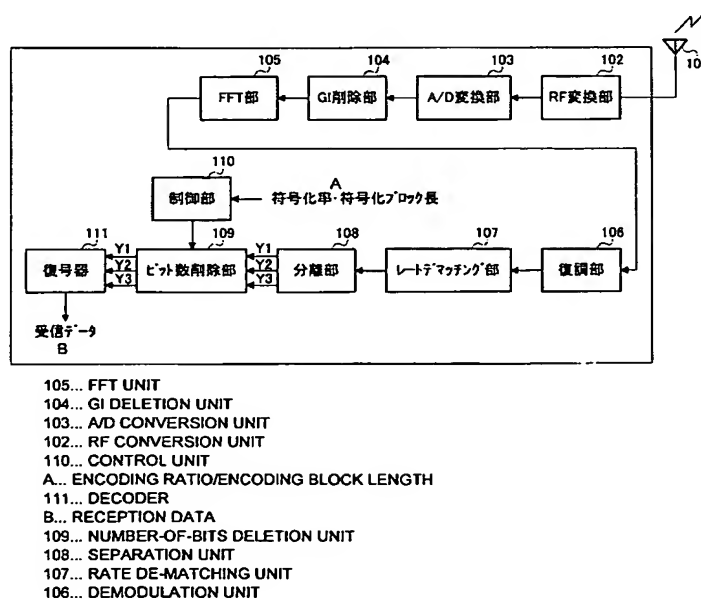 105
104
103
102
10
FFT部
GI削除部
A/D変換部
RF変換部
110
制御部
A
符号化率・符号化ブロック長
111
109
108
107
106
復号器
Y1
Y2
Y3
ビット数削除部
Y1
Y2
Y3
分離部
レートデマッチング部
復調部
受信データ
B
105... FFT UNIT
104... GI DELETION UNIT
103... A/D CONVERSION UNIT
102... RF CONVERSION UNIT
110... CONTROL UNIT
A... ENCODING RATIO/ENCODING BLOCK LENGTH
111... DECODER
B... RECEPTION DATA
109... NUMBER-OF-BITS DELETION UNIT
108... SEPARATION UNIT
107... RATE DE-MATCHING UNIT
106... DEMODULATION UNIT